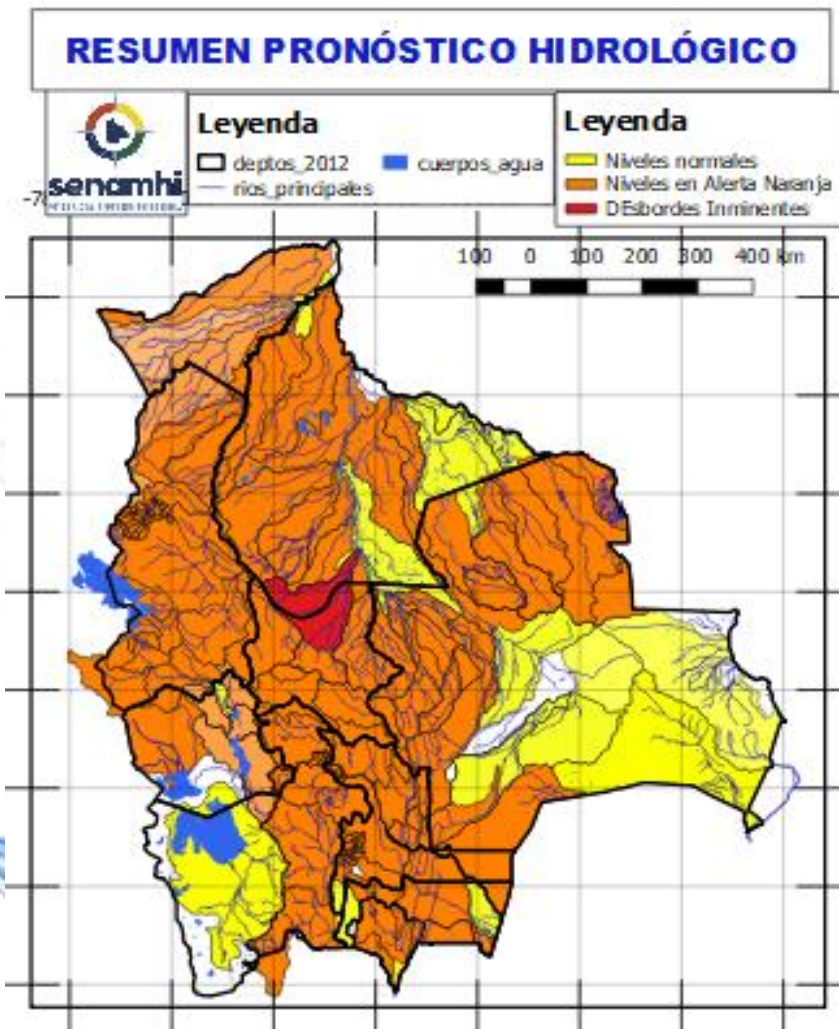 RESUMEN PRONÓSTICO HIDROLÓGICO
senamhi
Leyenda
deptos_2012
cuerpos_agua
rios_principales
Leyenda
Niveles normales
Niveles en Alerta Naranja
DEsbordes Inminentes
100 0 100 200 300 400 km